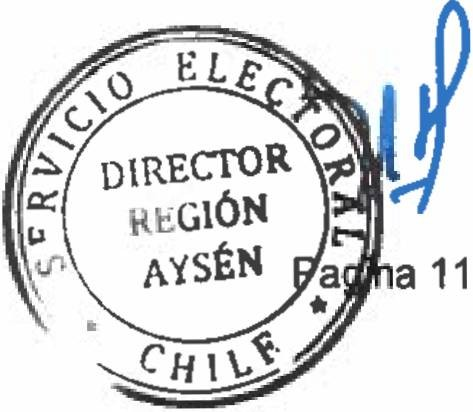 SERVICIO ELECTORAL
DIRECTOR
REGIÓN
AYSÉN
CHILE
Pagina 11